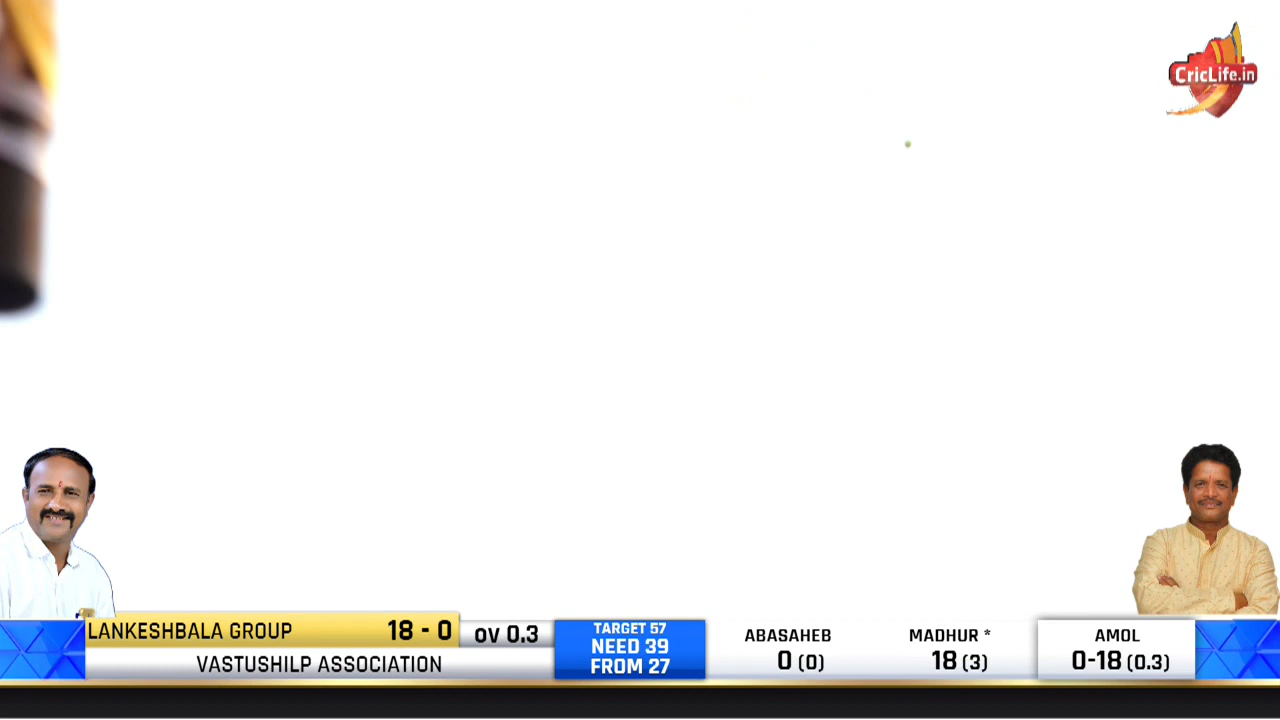 CricLife.in
LANKESHBALA GROUP 18 - 0 OV 0.3
VASTUSHILP ASSOCIATION
TARGET 57
NEED 39
FROM 27
ABASAHEB
0 (0)
MADHUR *
18 (3)
AMOL
0-18 (0.3)